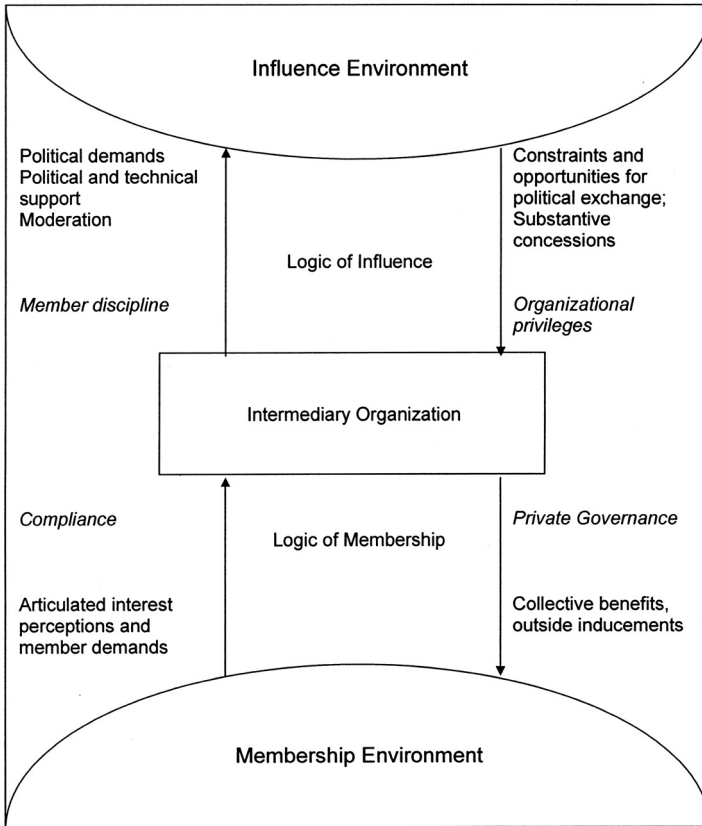 Influence Environment
Political demands
Political and technical
support
Moderation
Constraints and
opportunities for
political exchange;
Substantive
concessions
Logic of Influence
Member discipline
Organizational
privileges
Intermediary Organization
Compliance
Private Governance
Logic of Membership
Articulated interest
perceptions and
member demands
Collective benefits,
outside inducements
Membership Environment